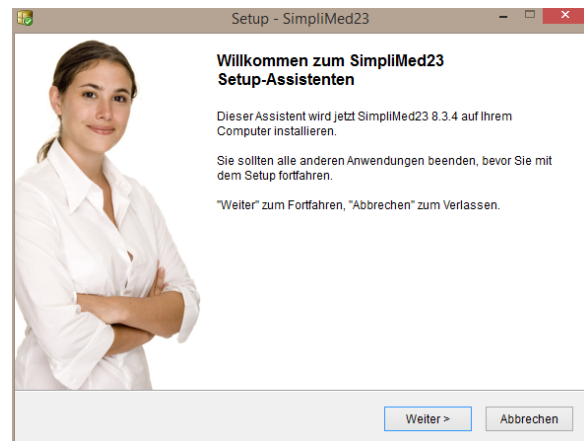 Setup - SimpliMed23
Willkommen zum SimpliMed23
Setup-Assistenten
Dieser Assistent wird jetzt SimpliMed23 8.3.4 auf Ihrem
Computer installieren.
Sie sollten alle anderen Anwendungen beenden, bevor Sie mit
dem Setup fortfahren.
"Weiter" zum Fortfahren, "Abbrechen" zum Verlassen.
Weiter >
Abbrechen